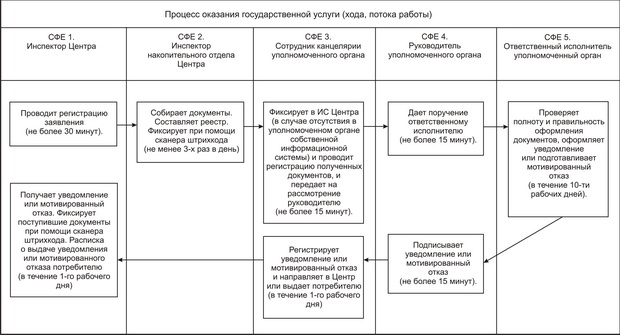 Процесс оказания государственной услуги (хода, потока работы)
СФЕ 1.
Инспектор Центра
СФЕ 2.
Инспектор
накопительного отдела
Центра
СФЕ 3.
Сотрудник канцелярии
уполномоченного органа
СФЕ 4.
Руководитель
уполномоченного органа
СФЕ 5.
Ответственный исполнитель
уполномоченный орган
Проводит регистрацию
заявления
(не более 30 минут).
Собирает документы.
Составляет реестр.
Фиксирует при помощи
сканера штрихкода
(не менее 3-х раз в день)
Фиксирует в ИС Центра
(в случае отсутствия в
уполномоченном органе
собственной
информационной
системы) и проводит
регистрацию полученных
документов, и
передает на
рассмотрение
руководителю
(не более 15 минут).
Дает поручение
ответственному
исполнителю
(не более 15 минут).
Проверяет
полноту и правильность
оформления
документов, оформляет
уведомление
или подготавливает
мотивированный
отказ
(в течение 10-ти
рабочих дней).
Получает уведомление
или мотивированный
отказ. Фиксирует
поступившие документы
при помощи сканера
штрихкода. Расписка
о выдаче уведомления
или мотивированного
отказа потребителю
(в течение 1-го рабочего
дня)
Регистрирует
уведомление или
мотивированный отказ
и направляет в Центр
или выдает потребителю
(в течение 1-го рабочего
дня)
Подписывает
уведомление или
мотивированный
отказ
(не более 15 минут).